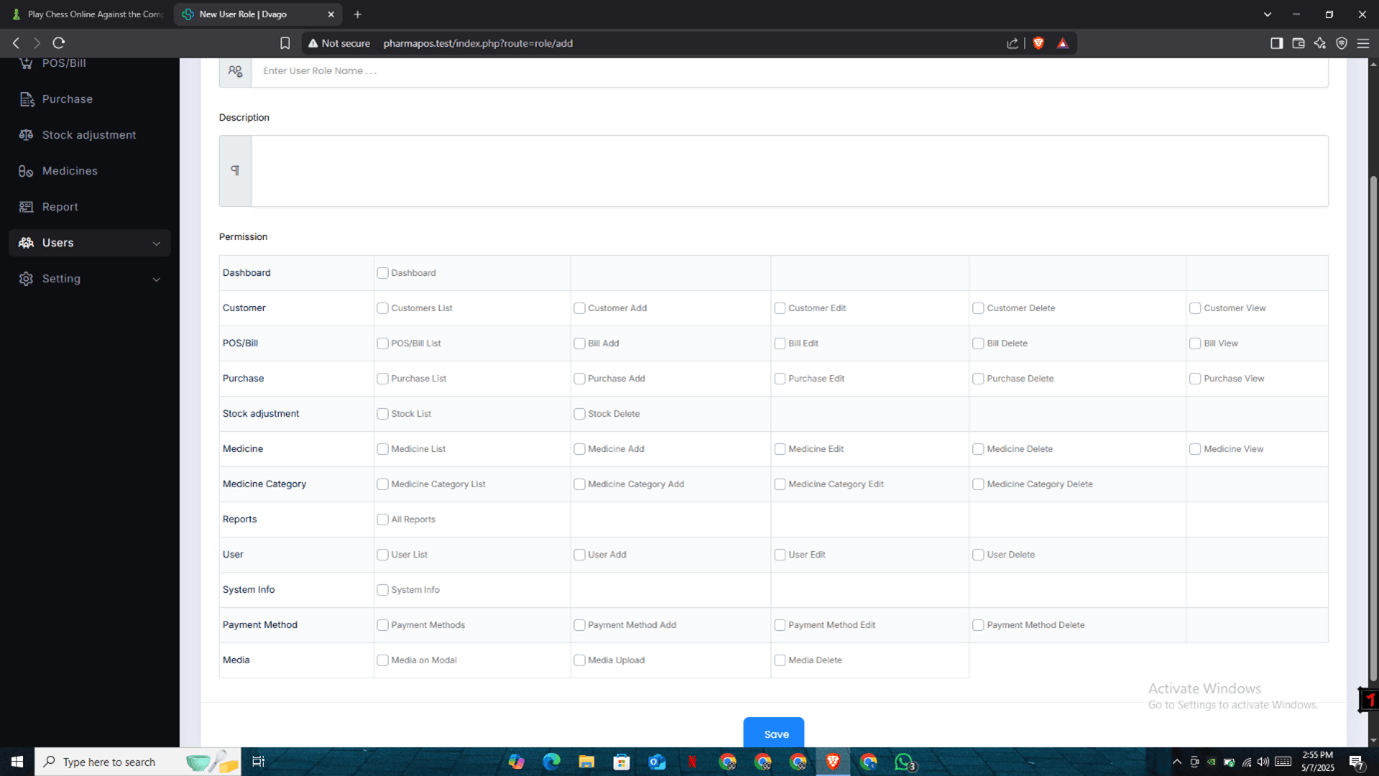 Play Chess Online Against the Com
New User Role | Dvago
Not secure pharmapos.test/index.php?route=role/add
POS/Bill
Purchase
Stock adjustment
Medicines
Report
Users
Setting
Enter User Role Name . . .
Description
Permission
Dashboard Dashboard
Customer Customers List Customer Add Customer Edit Customer Delete Customer View
POS/Bill POS/Bill List Bill Add Bill Edit Bill Delete Bill View
Purchase Purchase List Purchase Add Purchase Edit Purchase Delete Purchase View
Stock adjustment Stock List Stock Delete
Medicine Medicine List Medicine Add Medicine Edit Medicine Delete Medicine View
Medicine Category Medicine Category List Medicine Category Add Medicine Category Edit Medicine Category Delete
Reports All Reports
User User List User Add User Edit User Delete
System Info System Info
Payment Method Payment Methods Payment Method Add Payment Method Edit Payment Method Delete
Media Media on Modal Media Upload Media Delete
Save
Activate Windows
Go to Settings to activate Windows.
Type here to search
3
2:55 PM
5/7/2025
7